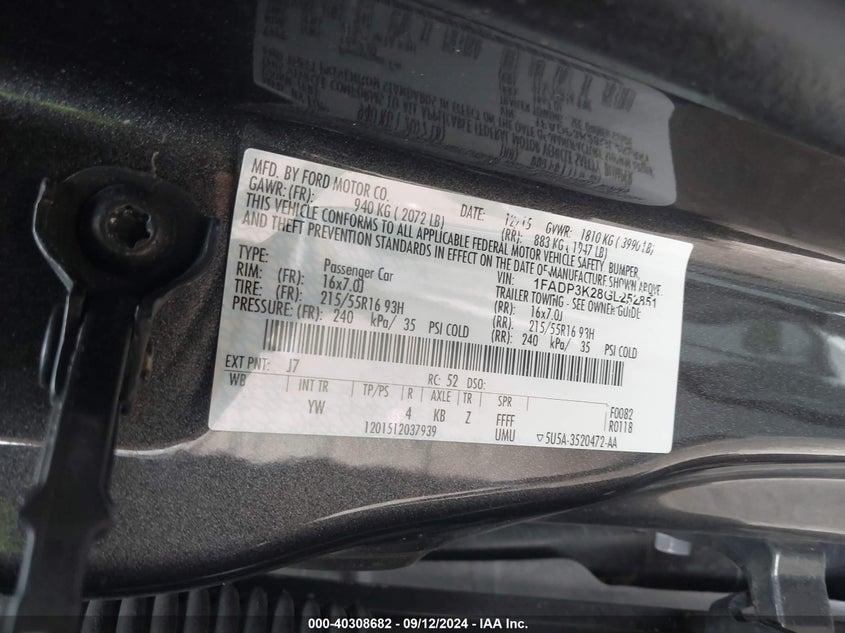 MFD. BY FORD MOTOR CO. DATE: 12/15 GVWR: 1810 KG ( 3990 LB)
GAWR: (FR): 940 KG ( 2072 LB) (RR): 883 KG ( 1947 LB)
THIS VEHICLE CONFORMS TO ALL APPLICABLE FEDERAL MOTOR VEHICLE SAFETY, BUMPER,
AND THEFT PREVENTION STANDARDS IN EFFECT ON THE DATE OF MANUFACTURE SHOWN ABOVE.
VIN: 1FADP3K28GL252851
TYPE: Passenger Car TRAILER TOWING - SEE OWNER GUIDE
RIM: (FR): 16x7.0J (RR): 16x7.0J
TIRE: (FR): 215/55R16 93H (RR): 215/55R16 93H
COLD PRESSURE: (FR): 240 kPa/ 35 PSI COLD (RR): 240 kPa/ 35 PSI COLD
EXT PNT: J7 RC: 52 DSO:
WB INT TR TP/PS R AXLE TR SPR F0082
YW 4 KB Z FFFF R0118
UMU
1201512037939 ▽5U5A-3520472-AA
000-40308682 - 09/12/2024 - IAA Inc.